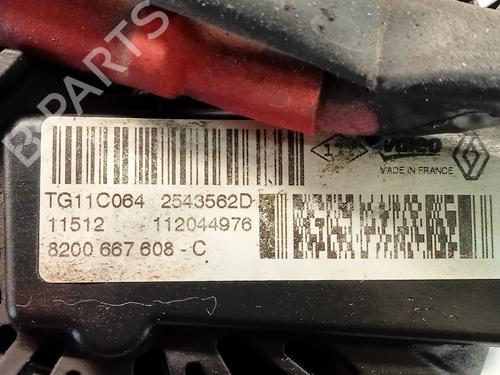 B PARTS
Valeo
MADE IN FRANCE
TG11C064 2543562D
11512 112044976
8200 667 608 - C